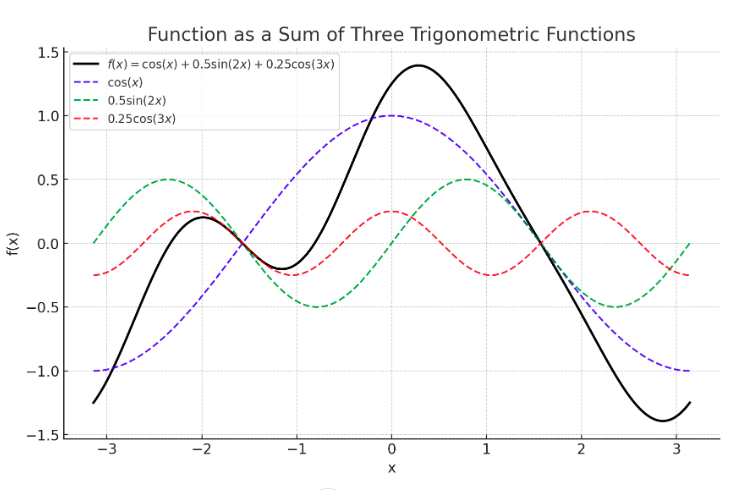 Function as a Sum of Three Trigonometric Functions
f(x) = cos(x) + 0.5sin(2x) + 0.25cos(3x)
cos(x)
0.5sin(2x)
0.25cos(3x)
f(x)
1.5
1.0
0.5
0.0
−0.5
−1.0
−1.5
−3 −2 −1 0 1 2 3
x